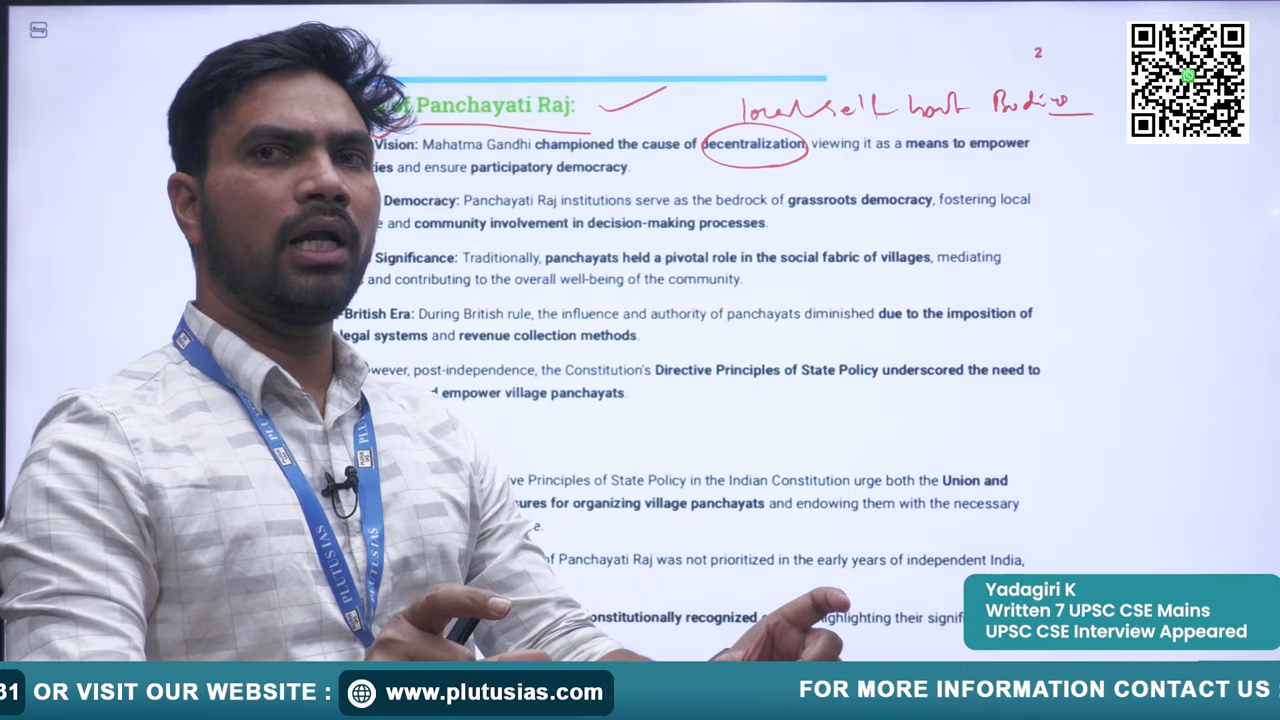 2
of Panchayati Raj:
local self Govt Bodies
Vision: Mahatma Gandhi championed the cause of decentralization, viewing it as a means to empower
ies and ensure participatory democracy.
Democracy: Panchayati Raj institutions serve as the bedrock of grassroots democracy, fostering local
e and community involvement in decision-making processes.
Significance: Traditionally, panchayats held a pivotal role in the social fabric of villages, mediating
and contributing to the overall well-being of the community.
-British Era: During British rule, the influence and authority of panchayats diminished due to the imposition of
legal systems and revenue collection methods.
wever, post-independence, the Constitution's Directive Principles of State Policy underscored the need to
d empower village panchayats.
ve Principles of State Policy in the Indian Constitution urge both the Union and
ures for organizing village panchayats and endowing them with the necessary
e.
of Panchayati Raj was not prioritized in the early years of independent India,
onstitutionally recognized
ghlighting their signifi
PLUTUS IAS
PLUTUS IAS
PLUTUS IAS
Yadagiri K
Written 7 UPSC CSE Mains
UPSC CSE Interview Appeared
31 OR VISIT OUR WEBSITE : www.plutusias.com FOR MORE INFORMATION CONTACT US :